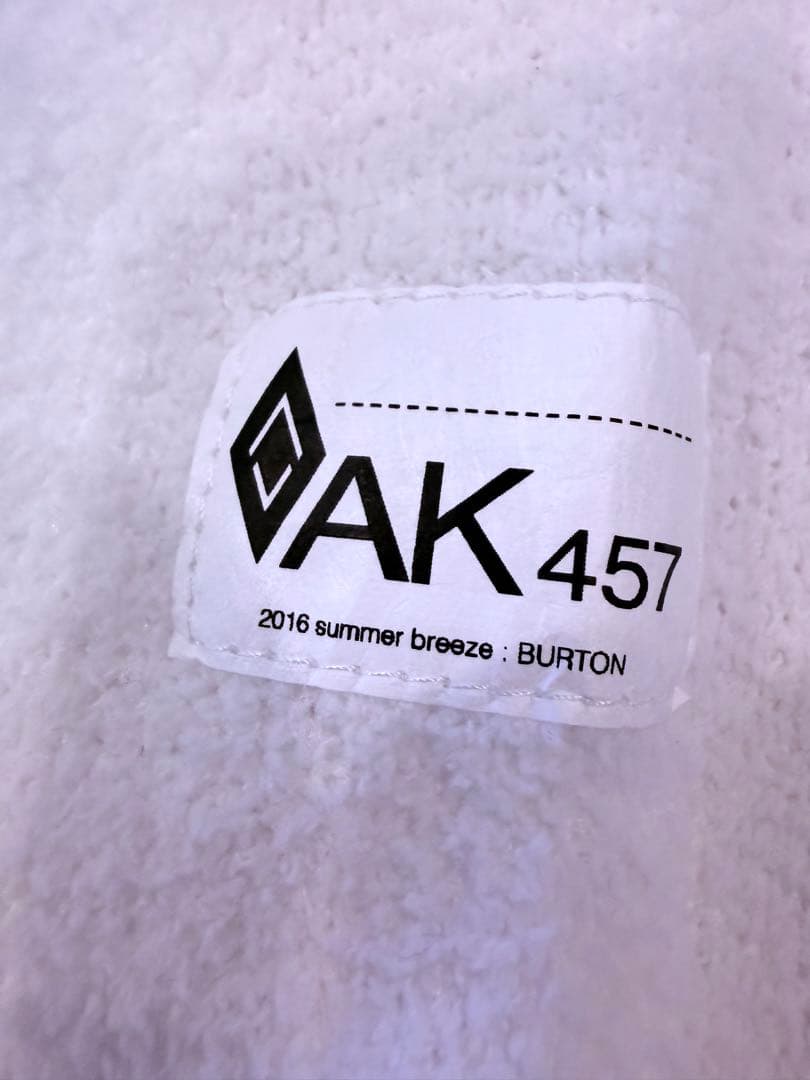 AK 457
2016 summer breeze : BURTON